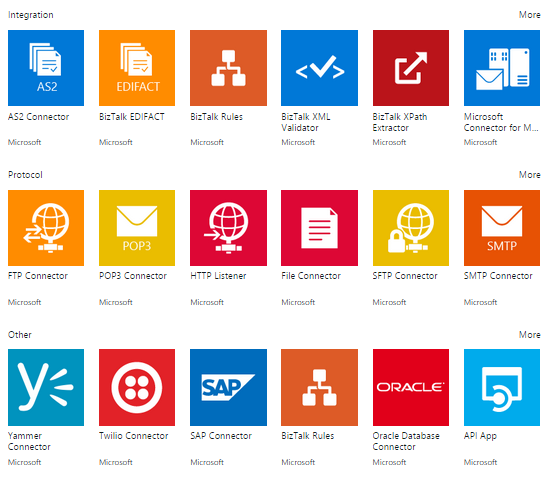 Integration More
AS2 EDIFACT </>
AS2 Connector BizTalk EDIFACT BizTalk Rules BizTalk XML BizTalk XPath Microsoft
Validator Extractor Connector for M...
Microsoft Microsoft Microsoft Microsoft Microsoft Microsoft
Protocol More
POP3 SMTP
FTP Connector POP3 Connector HTTP Listener File Connector SFTP Connector SMTP Connector
Microsoft Microsoft Microsoft Microsoft Microsoft Microsoft
Other More
y SAP ORACLE
Yammer Twilio Connector SAP Connector BizTalk Rules Oracle Database API App
Connector Connector
Microsoft Microsoft Microsoft Microsoft Microsoft Microsoft